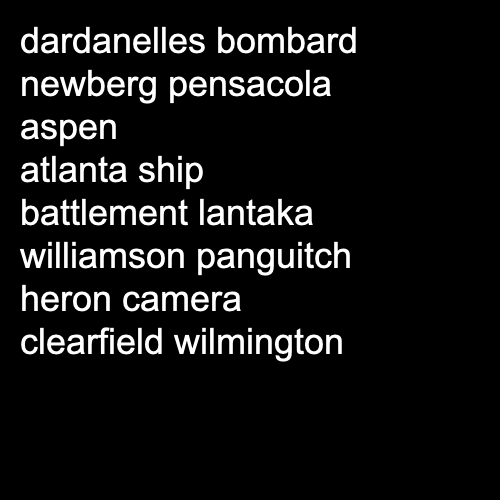 dardanelles bombard
newberg pensacola
aspen
atlanta ship
battlement lantaka
williamson panguitch
heron camera
clearfield wilmington